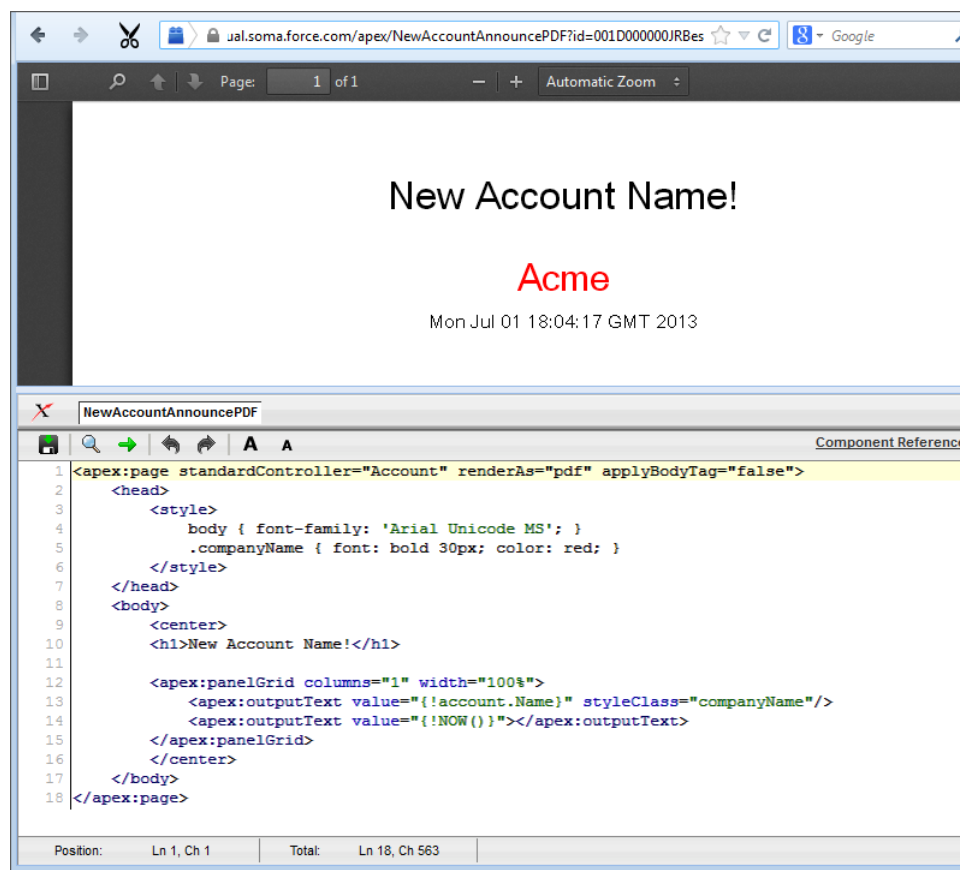 ual.soma.force.com/apex/NewAccountAnnouncePDF?id=001D000000JRBes
8 Google
Page: 1 of 1 Automatic Zoom
New Account Name!
Acme
Mon Jul 01 18:04:17 GMT 2013
NewAccountAnnouncePDF
A A Component Reference
1 <apex:page standardController="Account" renderAs="pdf" applyBodyTag="false">
2 <head>
3 <style>
4 body { font-family: 'Arial Unicode MS'; }
5 .companyName { font: bold 30px; color: red; }
6 </style>
7 </head>
8 <body>
9 <center>
10 <h1>New Account Name!</h1>
11
12 <apex:panelGrid columns="1" width="100%">
13 <apex:outputText value="{!account.Name}" styleClass="companyName"/>
14 <apex:outputText value="{!NOW()}"></apex:outputText>
15 </apex:panelGrid>
16 </center>
17 </body>
18 </apex:page>
Position: Ln 1, Ch 1 Total: Ln 18, Ch 563